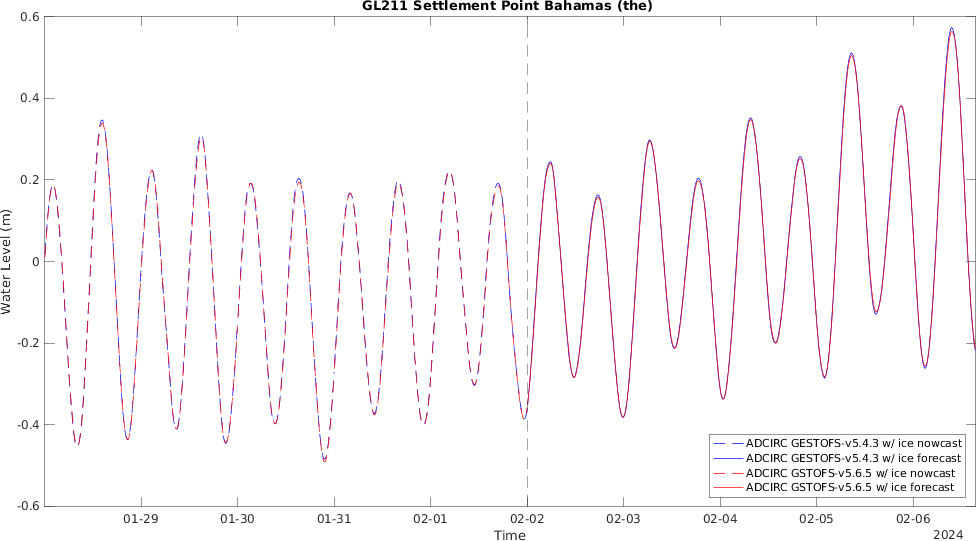 GL211 Settlement Point Bahamas (the)
0.6
0.4
0.2
0
-0.2
-0.4
-0.6
Water Level (m)
01-29
01-30
01-31
02-01
02-02
02-03
02-04
02-05
02-06
Time
2024
ADCIRC GESTOFS-v5.4.3 w/ ice nowcast
ADCIRC GESTOFS-v5.4.3 w/ ice forecast
ADCIRC GSTOFS-v5.6.5 w/ ice nowcast
ADCIRC GSTOFS-v5.6.5 w/ ice forecast